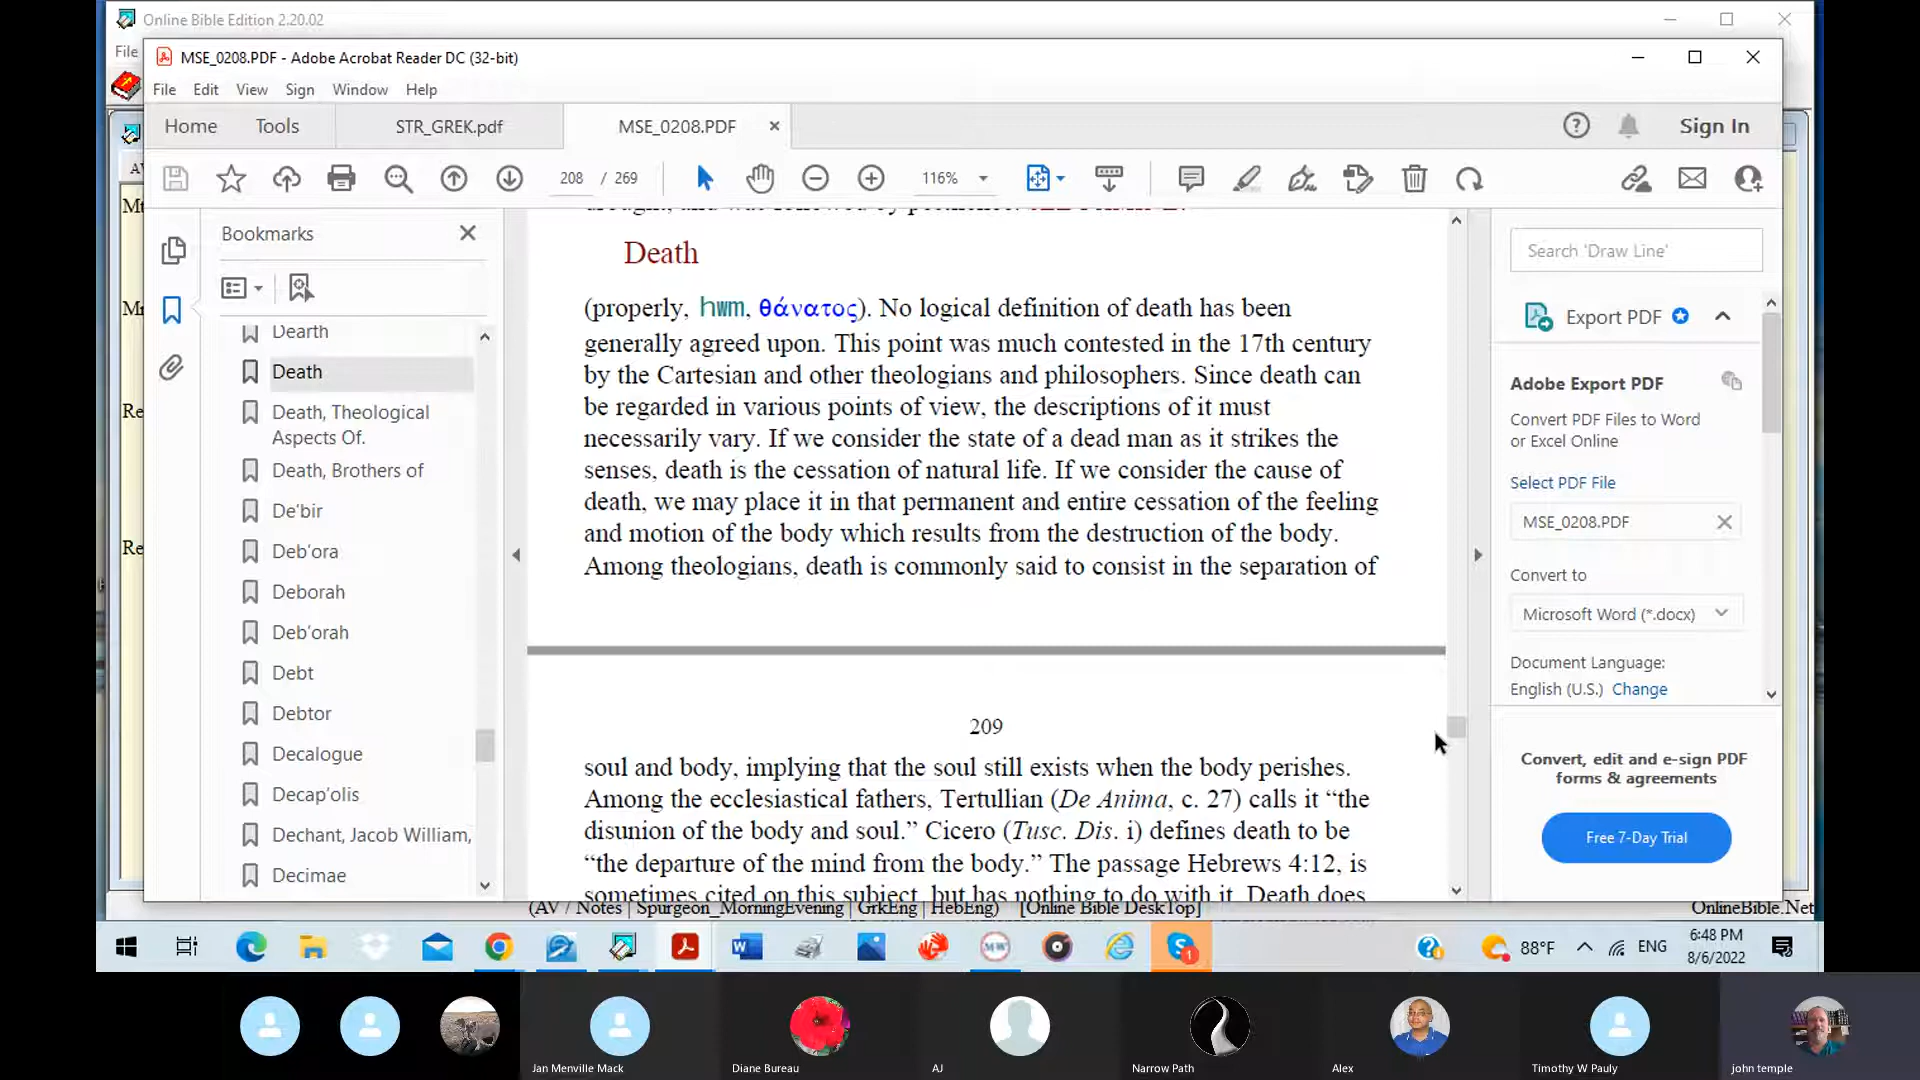 Online Bible Edition 2.20.02
File
MSE_0208.PDF - Adobe Acrobat Reader DC (32-bit)
File Edit View Sign Window Help
Home Tools STR_GREK.pdf MSE_0208.PDF Sign In
208 / 269 116%
Bookmarks
Dearth
Death
Death, Theological
Aspects Of.
Death, Brothers of
De'bir
Deb'ora
Deborah
Deb'orah
Debt
Debtor
Decalogue
Decap'olis
Dechant, Jacob William,
Decimae
Death
(properly, hwm, θάνατος). No logical definition of death has been
generally agreed upon. This point was much contested in the 17th century
by the Cartesian and other theologians and philosophers. Since death can
be regarded in various points of view, the descriptions of it must
necessarily vary. If we consider the state of a dead man as it strikes the
senses, death is the cessation of natural life. If we consider the cause of
death, we may place it in that permanent and entire cessation of the feeling
and motion of the body which results from the destruction of the body.
Among theologians, death is commonly said to consist in the separation of
209
soul and body, implying that the soul still exists when the body perishes.
Among the ecclesiastical fathers, Tertullian (De Anima, c. 27) calls it “the
disunion of the body and soul.” Cicero (Tusc. Dis. i) defines death to be
“the departure of the mind from the body.” The passage Hebrews 4:12, is
sometimes cited on this subject, but has nothing to do with it. Death does
Search 'Draw Line'
Export PDF
Adobe Export PDF
Convert PDF Files to Word
or Excel Online
Select PDF File
MSE_0208.PDF
Convert to
Microsoft Word (*.docx)
Document Language:
English (U.S.) Change
Convert, edit and e-sign PDF
forms & agreements
Free 7-Day Trial
(AV / Notes | Spurgeon_MorningEvening | GrkEng | HebEng) [Online Bible DeskTop] OnlineBible.Net
88°F ENG
6:48 PM
8/6/2022
Jan Menville Mack Diane Bureau AJ Narrow Path Alex Timothy W Pauly john temple